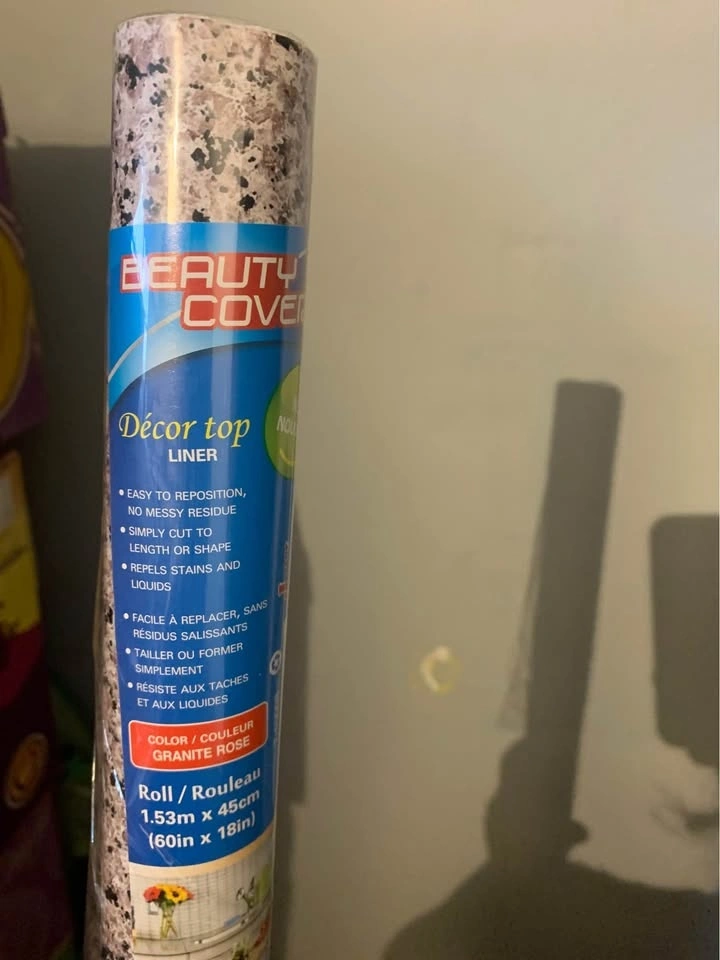 BEAUTY
COVER
Décor top
LINER
• EASY TO REPOSITION,
NO MESSY RESIDUE
• SIMPLY CUT TO
LENGTH OR SHAPE
• REPELS STAINS AND
LIQUIDS
• FACILE À REPLACER, SANS
RÉSIDUS SALISSANTS
• TAILLER OU FORMER
SIMPLEMENT
• RÉSISTE AUX TACHES
ET AUX LIQUIDES
COLOR / COULEUR
GRANITE ROSE
Roll / Rouleau
1.53m x 45cm
(60in x 18in)